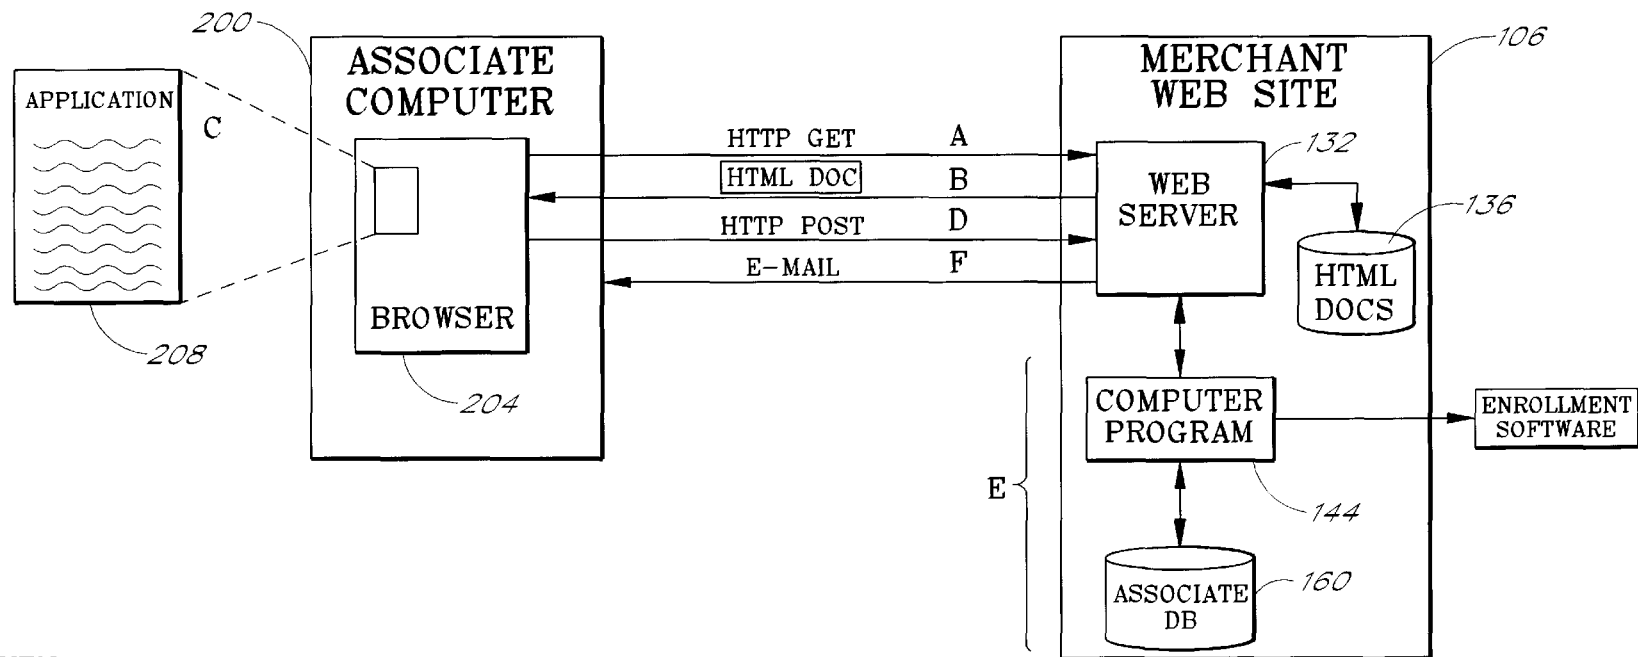 200
ASSOCIATE
COMPUTER
MERCHANT
WEB SITE
106
APPLICATION
C
HTTP GET
A
132
HTML DOC
B
WEB
SERVER
HTTP POST
D
136
E-MAIL
F
HTML
DOCS
BROWSER
208
204
COMPUTER
PROGRAM
ENROLLMENT
SOFTWARE
E
144
ASSOCIATE
DB
160